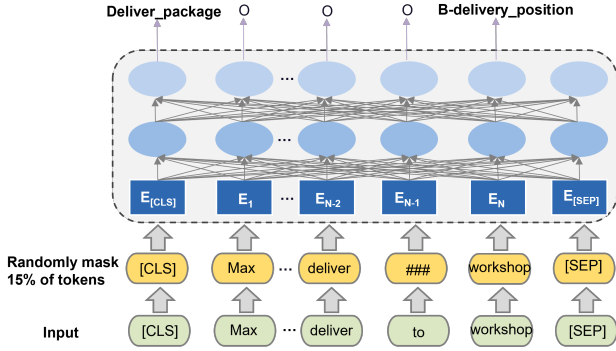 Deliver_package O O O B-delivery_position
... 
...
E[CLS] E1 ... EN-2 EN-1 EN E[SEP]
Randomly mask
15% of tokens
[CLS] Max ... deliver ### workshop [SEP]
Input [CLS] Max ... deliver to workshop [SEP]